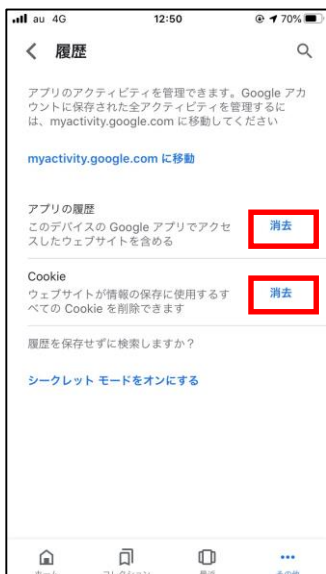 au 4G 12:50 70%
履歴
アプリのアクティビティを管理できます。Google アカ
ウントに保存された全アクティビティを管理するに
は、myactivity.google.com に移動してくだ
さい
myactivity.google.com に移動
アプリの履歴
このデバイスの Google アプリでアクセ
スしたウェブサイトを含める
消去
Cookie
ウェブサイトが情報の保存に使用するす
べての Cookie を削除できます
消去
履歴を保存せずに検索しますか？
シークレット モードをオンにする